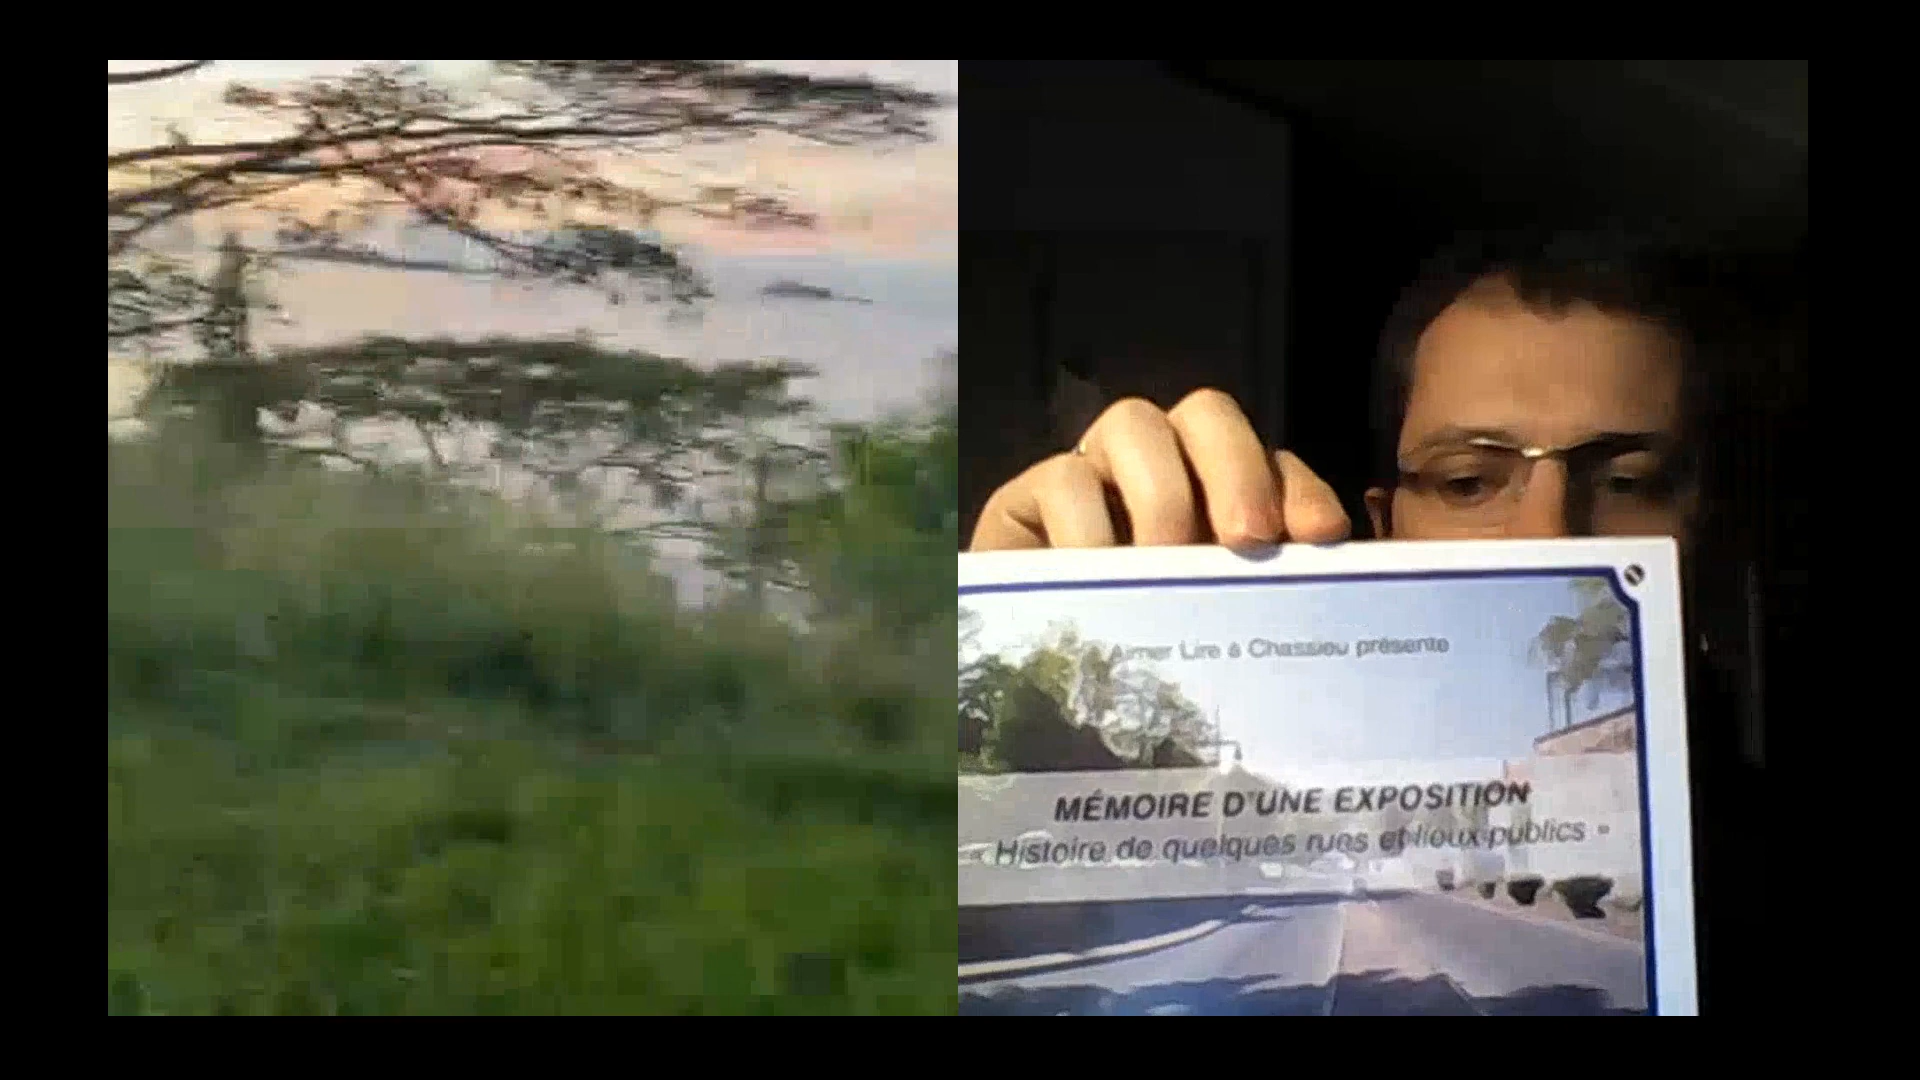 Aimer Lire à Chassieu présente
MÉMOIRE D'UNE EXPOSITION
« Histoire de quelques rues et lieux publics »